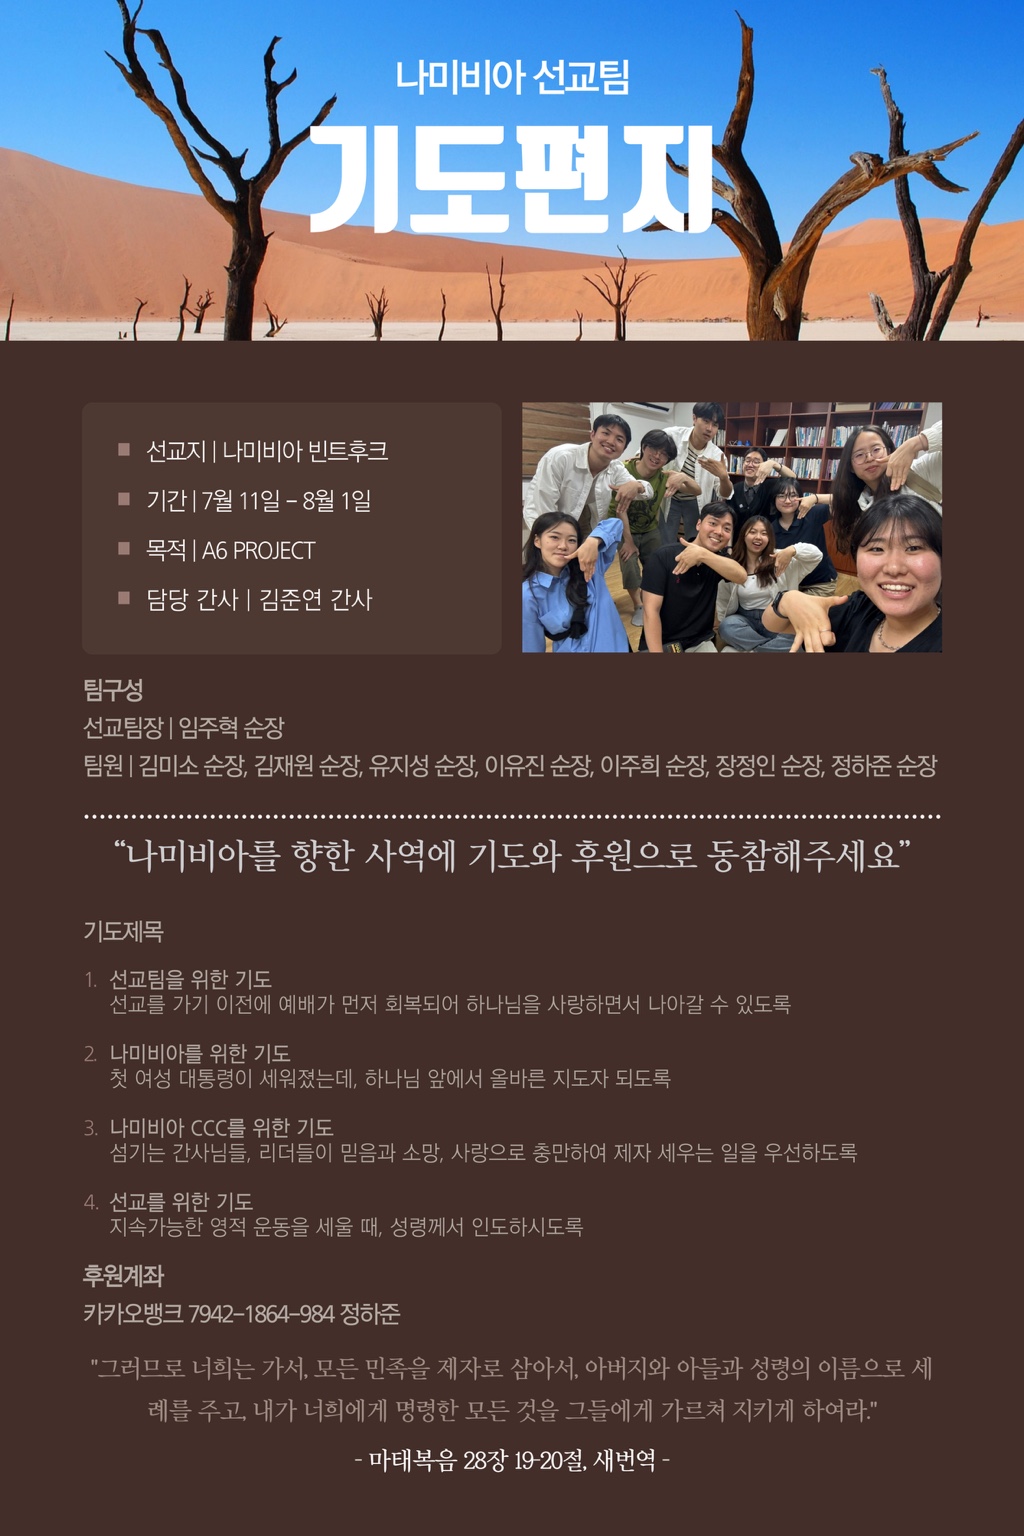 나미비아 선교팀
기도편지
선교지 | 나미비아 빈트후크
기간 | 7월 11일 – 8월 1일
목적 | A6 PROJECT
담당 간사 | 김준연 간사
팀구성
선교팀장 | 임주혁 순장
팀원 | 김미소 순장, 김재원 순장, 유지성 순장, 이유진 순장, 이주희 순장, 장정인 순장, 정하준 순장
“나미비아를 향한 사역에 기도와 후원으로 동참해주세요”
기도제목
1. 선교팀을 위한 기도
선교를 가기 이전에 예배가 먼저 회복되어 하나님을 사랑하면서 나아갈 수 있도록
2. 나미비아를 위한 기도
첫 여성 대통령이 세워졌는데, 하나님 앞에서 올바른 지도자 되도록
3. 나미비아 CCC를 위한 기도
섬기는 간사님들, 리더들이 믿음과 소망, 사랑으로 충만하여 제자 세우는 일을 우선하도록
4. 선교를 위한 기도
지속가능한 영적 운동을 세울 때, 성령께서 인도하시도록
후원계좌
카카오뱅크 7942-1864-984 정하준
"그러므로 너희는 가서, 모든 민족을 제자로 삼아서, 아버지와 아들과 성령의 이름으로 세
례를 주고, 내가 너희에게 명령한 모든 것을 그들에게 가르쳐 지키게 하여라."
- 마태복음 28장 19-20절, 새번역 -